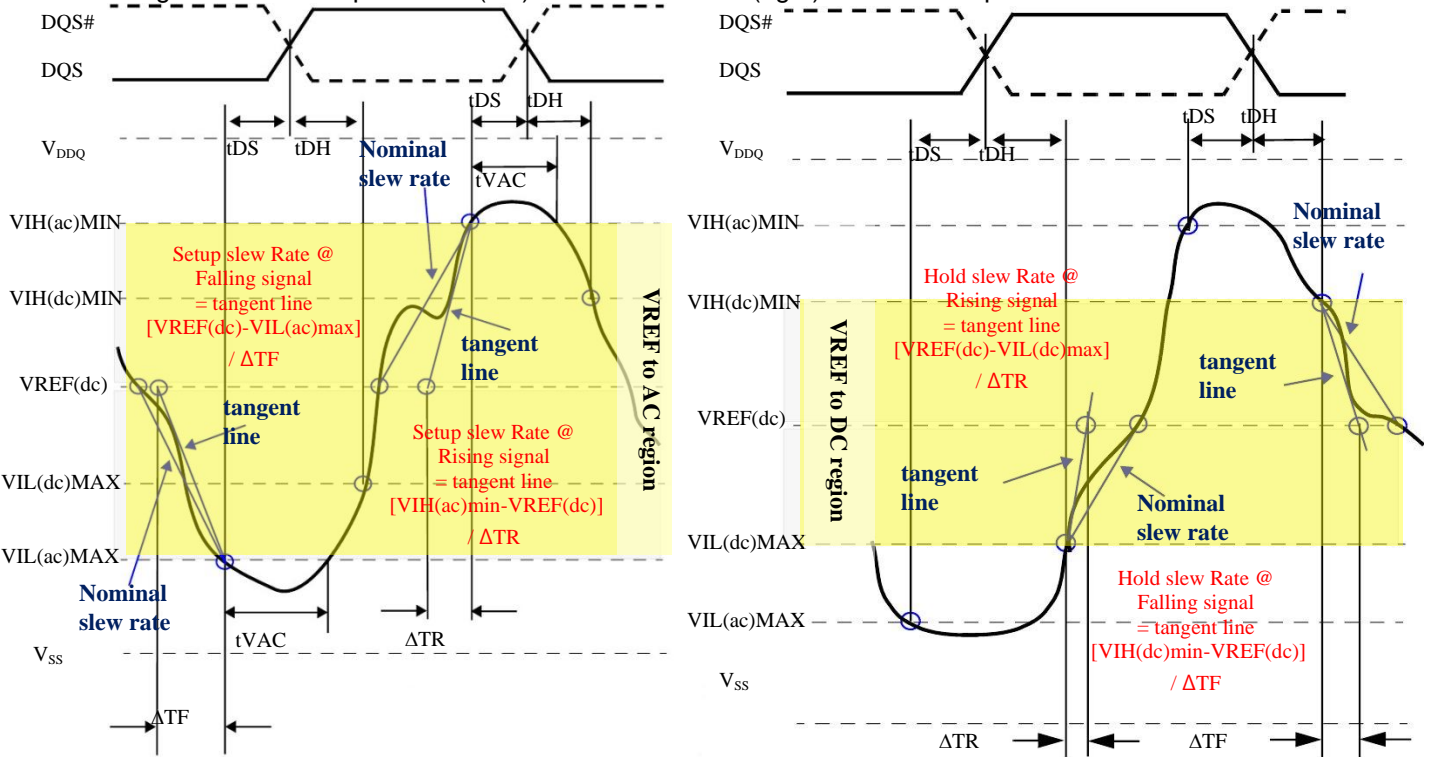 DQS#
DQS
tDS
tDH
tDS
tDH
V_DDQ
Nominal
slew rate
tVAC
VIH(ac)MIN
Setup slew Rate @
Falling signal
= tangent line
[VREF(dc)-VIL(ac)max]
/ ΔTF
VIH(dc)MIN
tangent
line
VREF to AC region
VREF(dc)
tangent
line
Setup slew Rate @
Rising signal
= tangent line
[VIH(ac)min-VREF(dc)]
/ ΔTR
VIL(dc)MAX
VIL(ac)MAX
Nominal
slew rate
tVAC
ΔTR
V_SS
ΔTF
DQS#
DQS
tDS
tDH
tDS
tDH
V_DDQ
VIH(ac)MIN
Nominal
slew rate
Hold slew Rate @
Rising signal
= tangent line
[VREF(dc)-VIL(dc)max]
/ ΔTR
VIH(dc)MIN
VREF to DC region
tangent
line
VREF(dc)
tangent
line
Nominal
slew rate
VIL(dc)MAX
Hold slew Rate @
Falling signal
= tangent line
[VIH(dc)min-VREF(dc)]
/ ΔTF
VIL(ac)MAX
V_SS
ΔTR
ΔTF